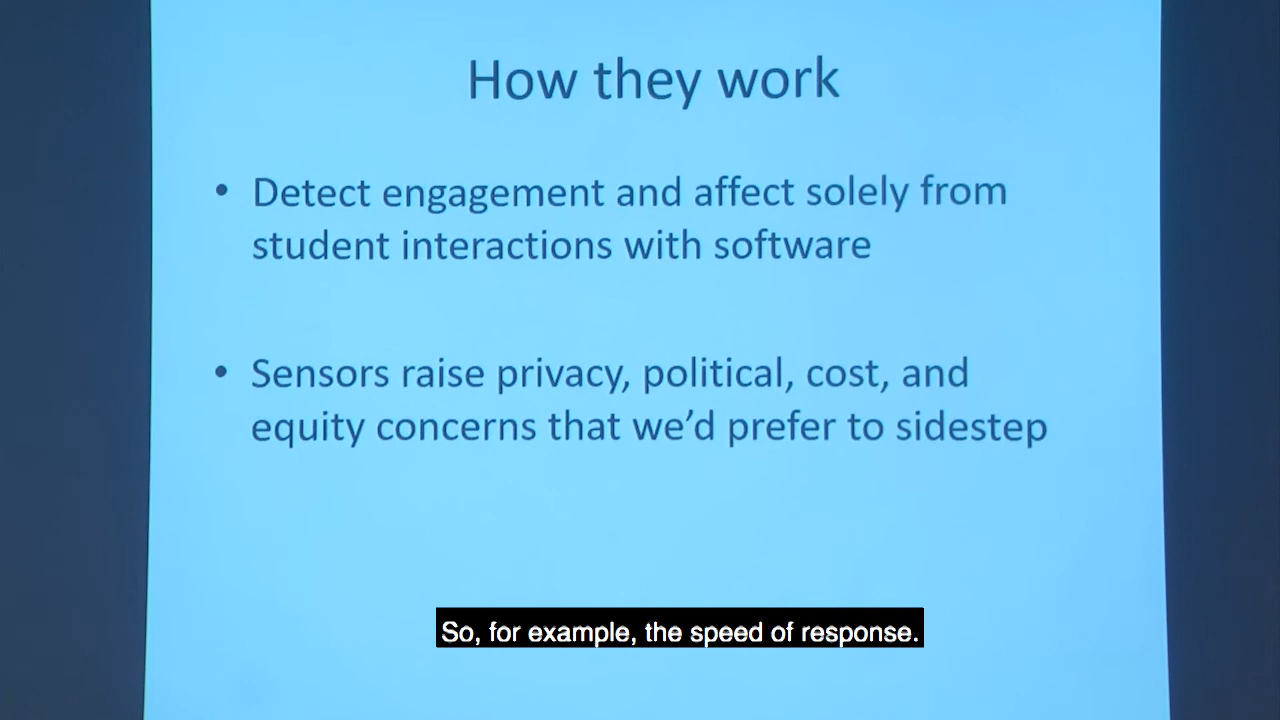 How they work
• Detect engagement and affect solely from
student interactions with software
• Sensors raise privacy, political, cost, and
equity concerns that we’d prefer to sidestep
So, for example, the speed of response.